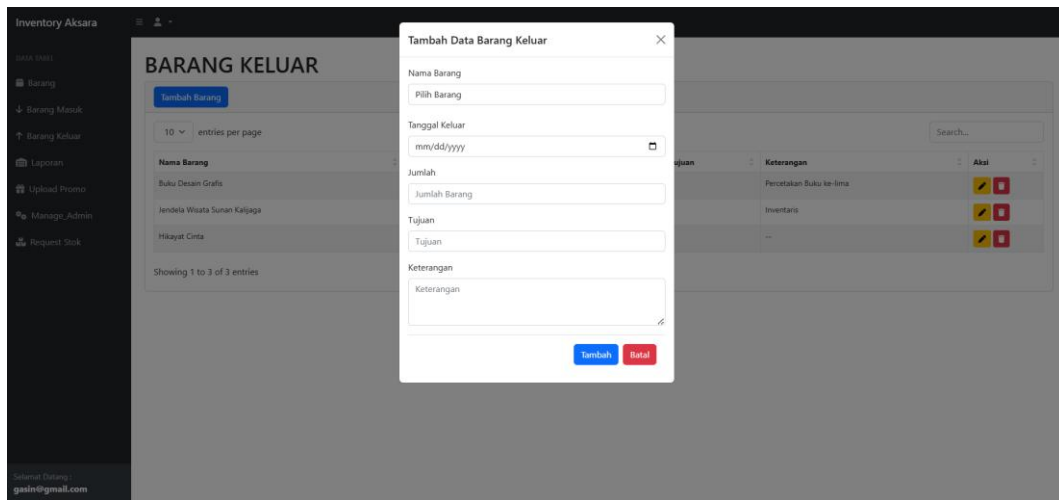 Inventory Aksara
Barang
Barang Masuk
Barang Keluar
Laporan
Upload Promo
Manage_Admin
Request Stok
Selamat Datang :
gasin@gmail.com
BARANG KELUAR
Tambah Barang
10 entries per page
Search...
Nama Barang
ujuan
Keterangan
Aksi
Buku Desain Grafis
Percetakan Buku ke-lima
Jendela Wisata Sunan Kalijaga
Inventaris
Hikayat Cinta
---
Showing 1 to 3 of 3 entries
Tambah Data Barang Keluar
Nama Barang
Pilih Barang
Tanggal Keluar
mm/dd/yyyy
Jumlah
Jumlah Barang
Tujuan
Tujuan
Keterangan
Keterangan
Tambah
Batal